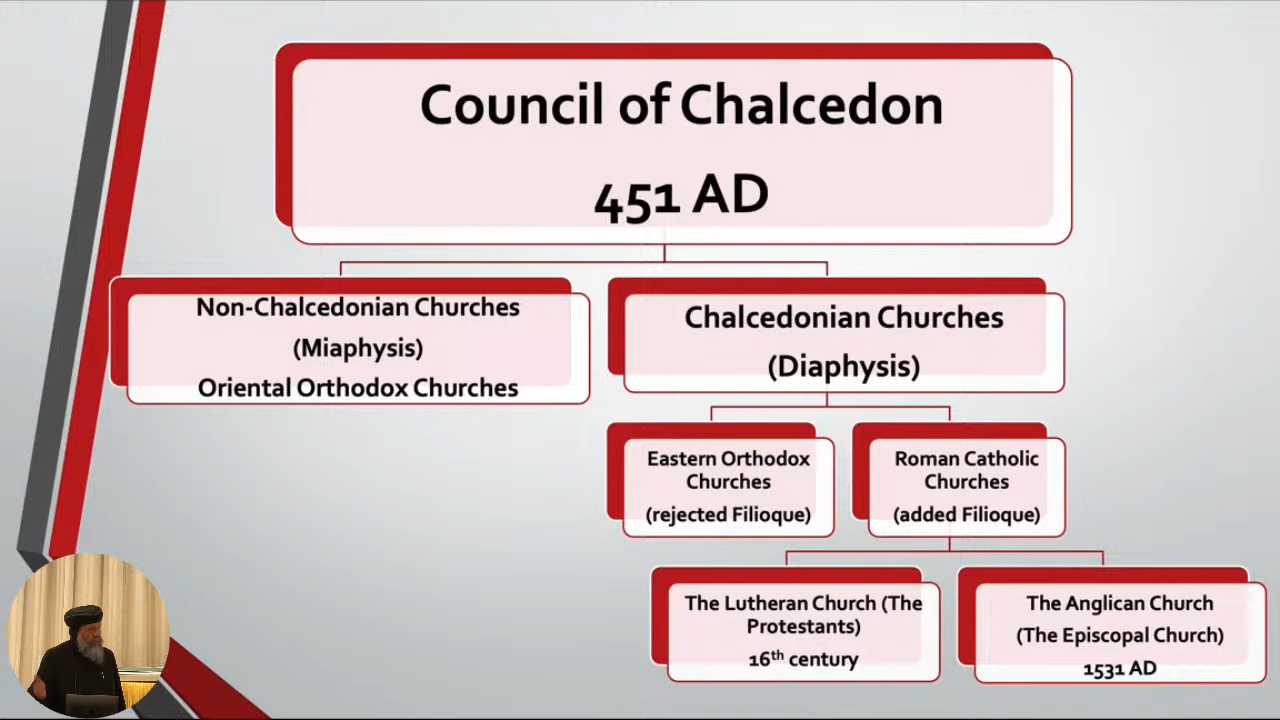 Council of Chalcedon
451 AD
Non-Chalcedonian Churches
(Miaphysis)
Oriental Orthodox Churches
Chalcedonian Churches
(Diaphysis)
Eastern Orthodox
Churches
(rejected Filioque)
Roman Catholic
Churches
(added Filioque)
The Lutheran Church (The
Protestants)
16th century
The Anglican Church
(The Episcopal Church)
1531 AD